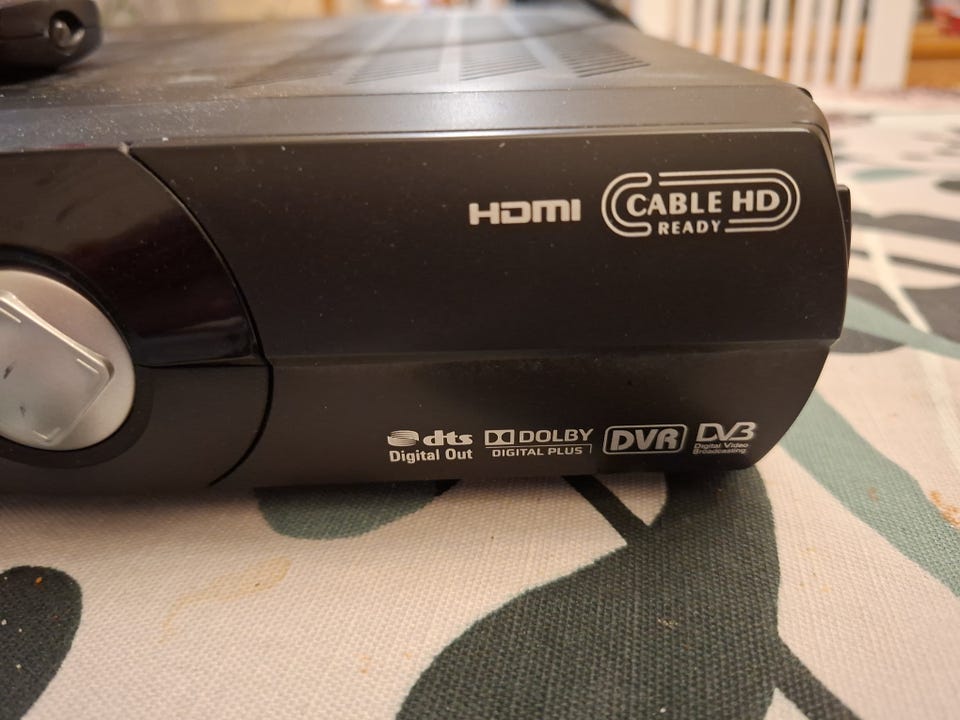 HDMI
CABLE HD
READY
dts
Digital Out
DOLBY
DIGITAL PLUS
DVR
DVB
Digital Video
Broadcasting